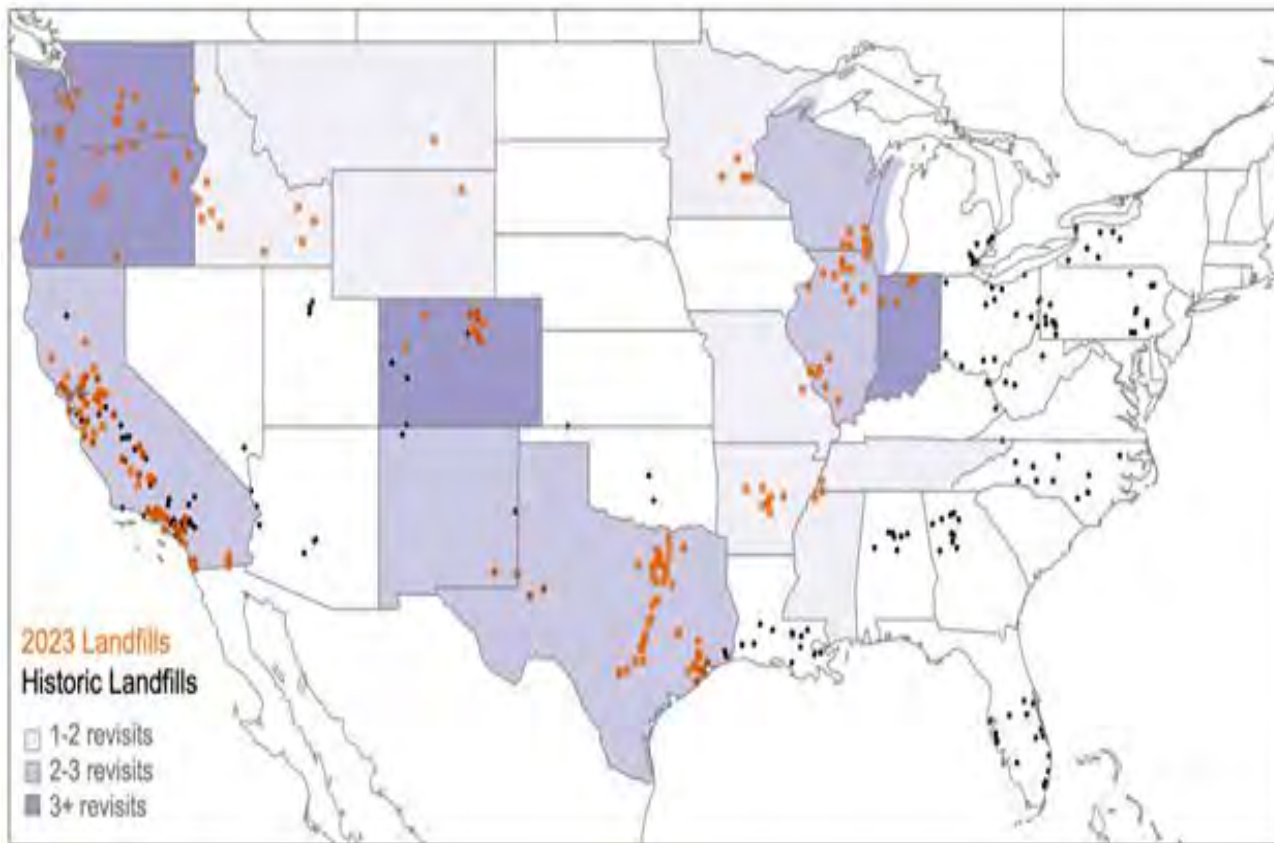 2023 Landfills
Historic Landfills
1-2 revisits
2-3 revisits
3+ revisits